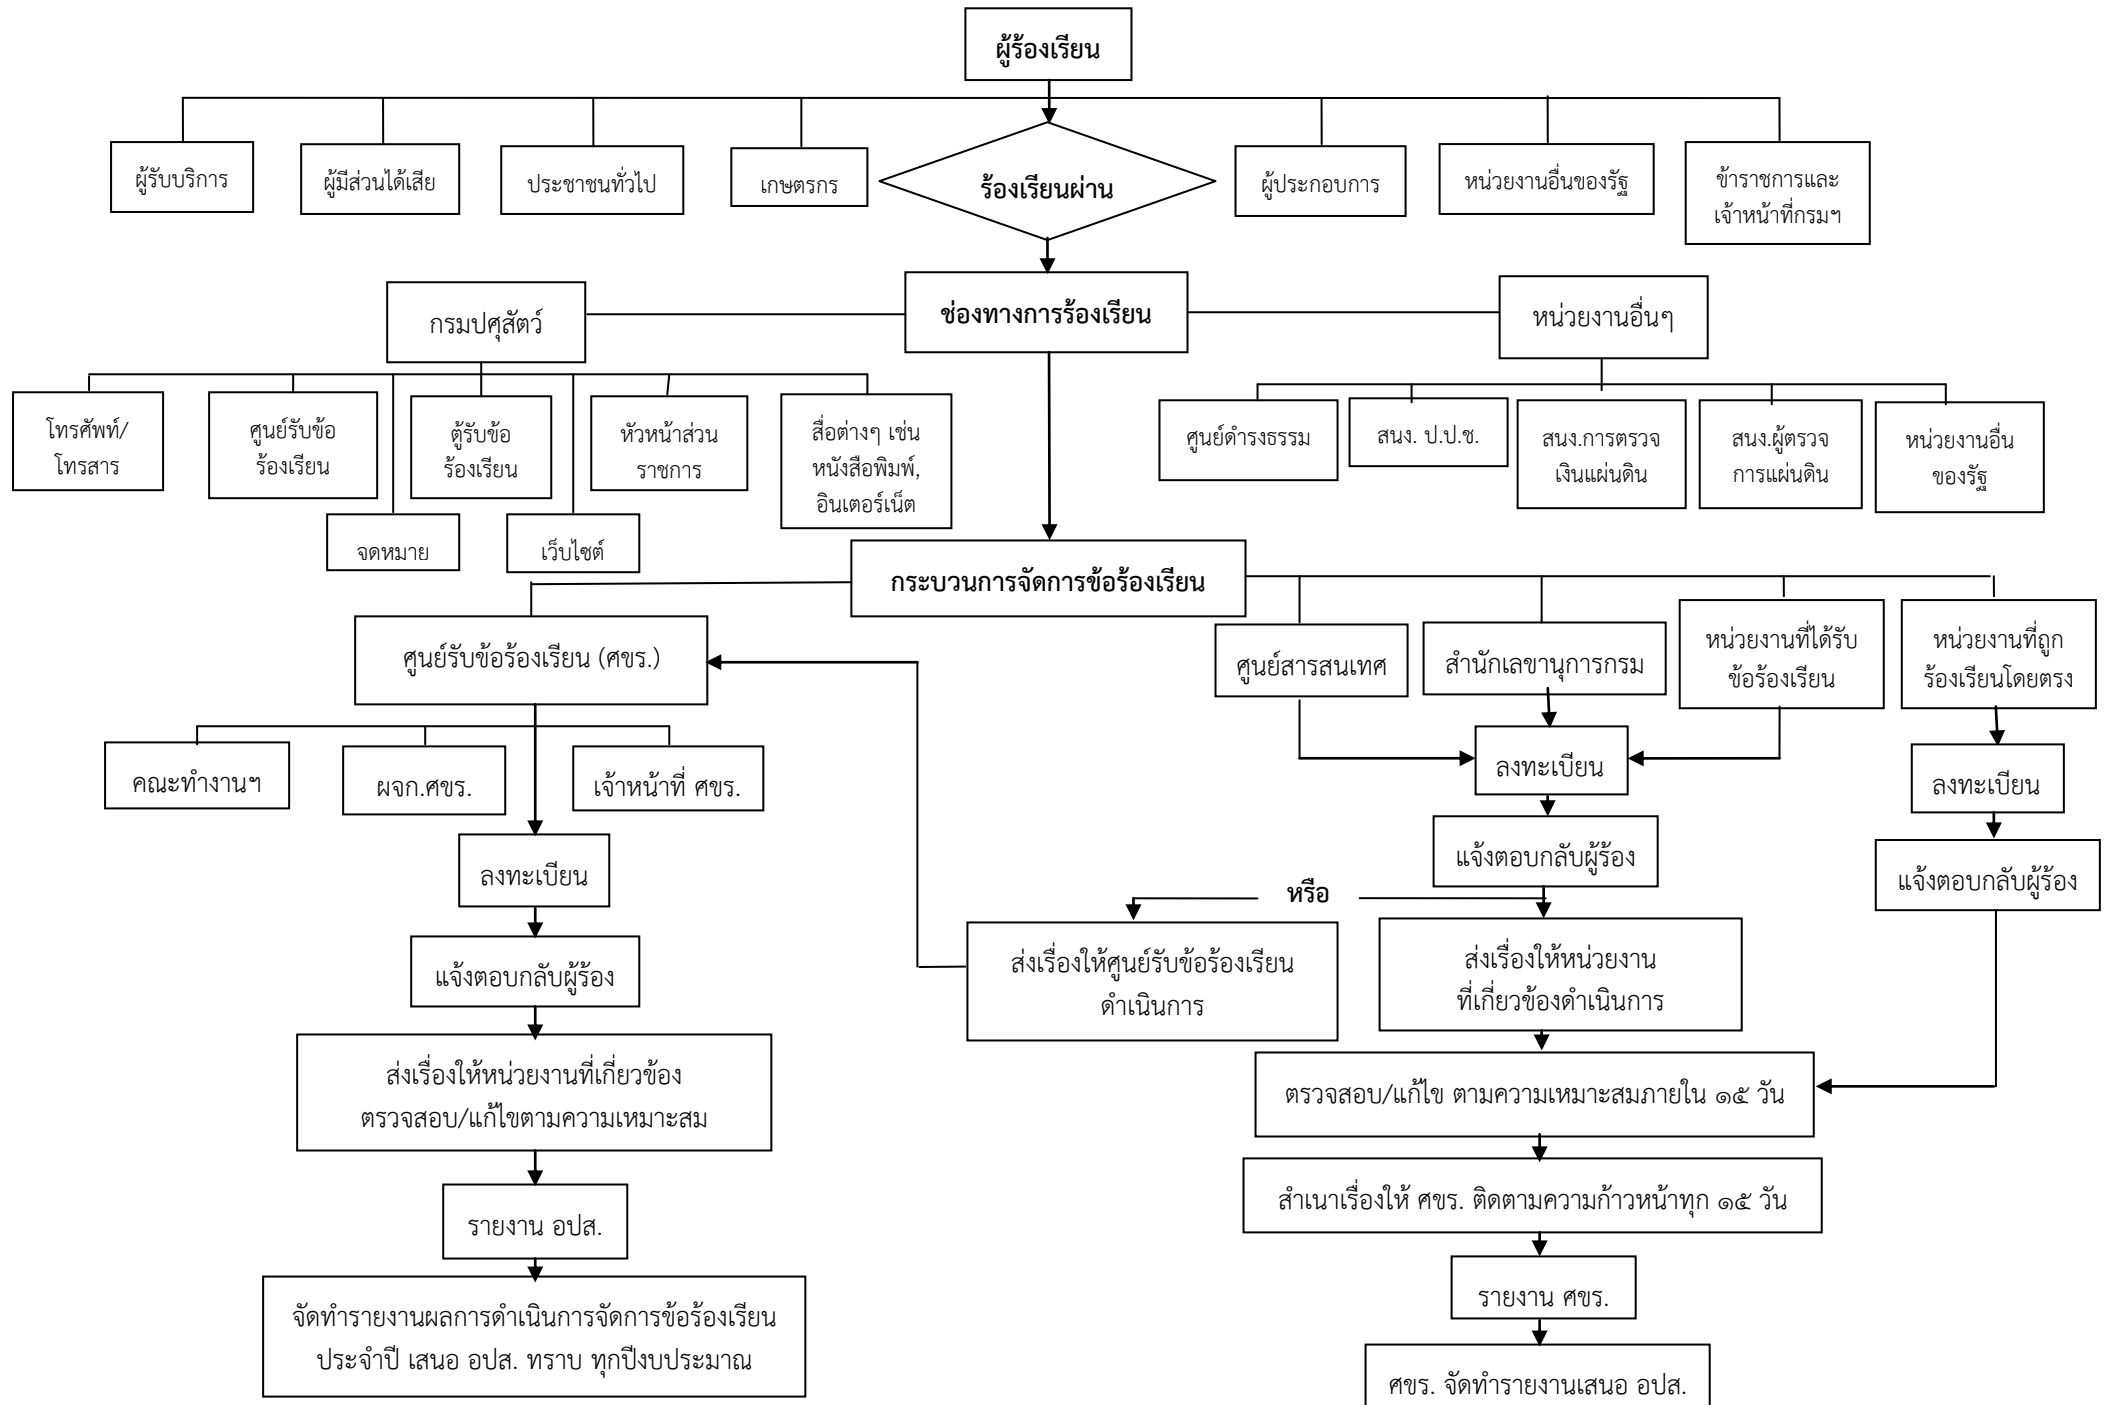 ผู้ร้องเรียน
ผู้รับบริการ
ผู้มีส่วนได้เสีย
ประชาชนทั่วไป
เกษตรกร
ร้องเรียนผ่าน
ผู้ประกอบการ
หน่วยงานอื่นของรัฐ
ข้าราชการและ
เจ้าหน้าที่กรมฯ
กรมปศุสัตว์
ช่องทางการร้องเรียน
หน่วยงานอื่นๆ
โทรศัพท์/
โทรสาร
ศูนย์รับข้อ
ร้องเรียน
ตู้รับข้อ
ร้องเรียน
หัวหน้าส่วน
ราชการ
สื่อต่างๆ เช่น
หนังสือพิมพ์,
อินเตอร์เน็ต
จดหมาย
เว็บไซต์
ศูนย์ดำรงธรรม
สนง. ป.ป.ช.
สนง.การตรวจ
เงินแผ่นดิน
สนง.ผู้ตรวจ
การแผ่นดิน
หน่วยงานอื่น
ของรัฐ
กระบวนการจัดการข้อร้องเรียน
ศูนย์รับข้อร้องเรียน (ศขร.)
ศูนย์สารสนเทศ
สำนักเลขานุการกรม
หน่วยงานที่ได้รับ
ข้อร้องเรียน
หน่วยงานที่ถูก
ร้องเรียนโดยตรง
คณะทำงานฯ
ผจก.ศขร.
เจ้าหน้าที่ ศขร.
ลงทะเบียน
ลงทะเบียน
ลงทะเบียน
แจ้งตอบกลับผู้ร้อง
แจ้งตอบกลับผู้ร้อง
หรือ
แจ้งตอบกลับผู้ร้อง
ส่งเรื่องให้ศูนย์รับข้อร้องเรียน
ดำเนินการ
ส่งเรื่องให้หน่วยงาน
ที่เกี่ยวข้องดำเนินการ
ส่งเรื่องให้หน่วยงานที่เกี่ยวข้อง
ตรวจสอบ/แก้ไขตามความเหมาะสม
ตรวจสอบ/แก้ไข ตามความเหมาะสมภายใน ๑๕ วัน
สำเนาเรื่องให้ ศขร. ติดตามความก้าวหน้าทุก ๑๕ วัน
รายงาน อปส.
รายงาน ศขร.
จัดทำรายงานผลการดำเนินการจัดการข้อร้องเรียน
ประจำปี เสนอ อปส. ทราบ ทุกปีงบประมาณ
ศขร. จัดทำรายงานเสนอ อปส.